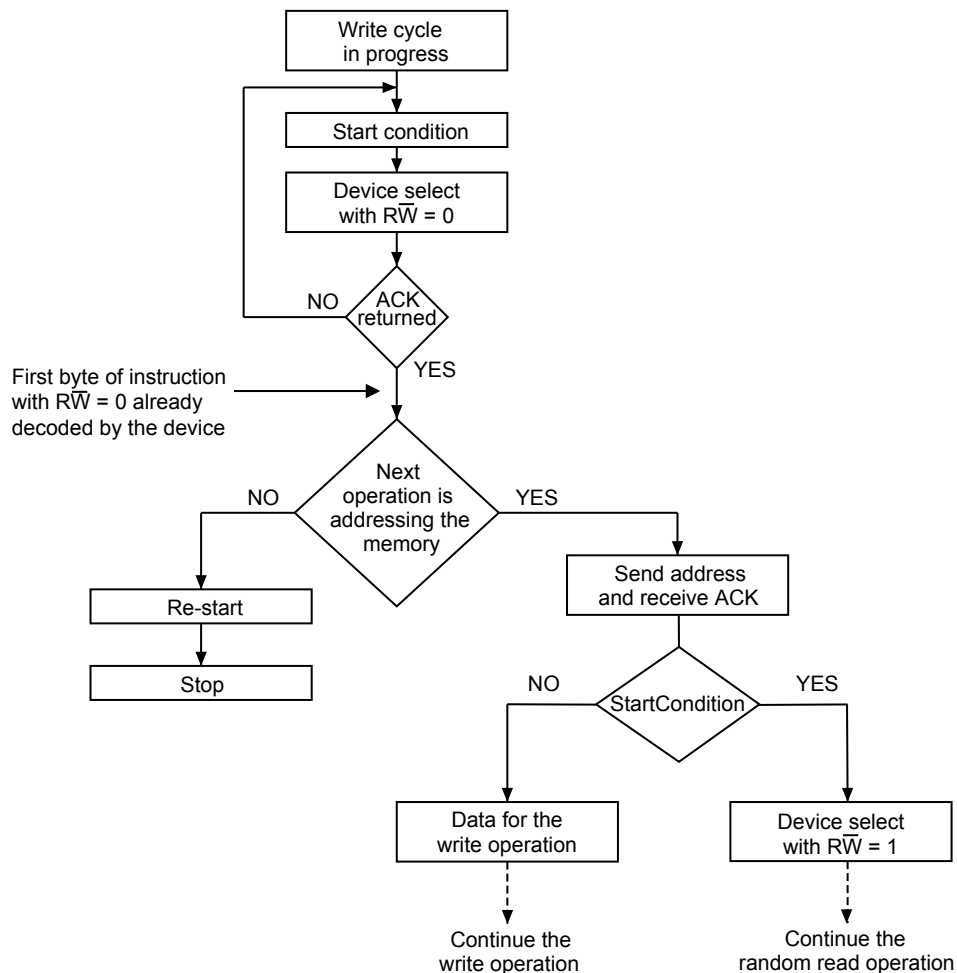 Write cycle
in progress
Start condition
Device select
with RW̅ = 0
NO
ACK
returned
YES
First byte of instruction
with RW̅ = 0 already
decoded by the device
NO
Next
operation is
addressing the
memory
YES
Send address
and receive ACK
Re-start
Stop
NO
StartCondition
YES
Data for the
write operation
Device select
with RW̅ = 1
Continue the
write operation
Continue the
random read operation